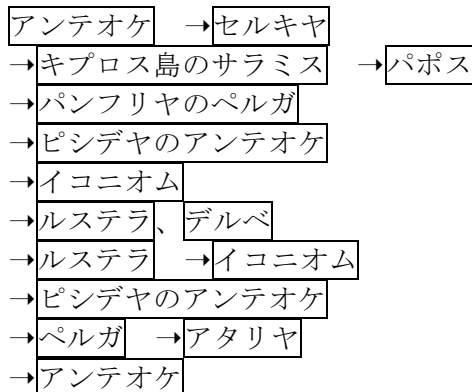 アンテオケ →セルキヤ
→キプロス島のサラミス →パポス
→パンフリヤのペルガ
→ピシデヤのアンテオケ
→イコニオム
→ルステラ、デルベ
→ルステラ →イコニオム
→ピシデヤのアンテオケ
→ペルガ →アタリヤ
→アンテオケ